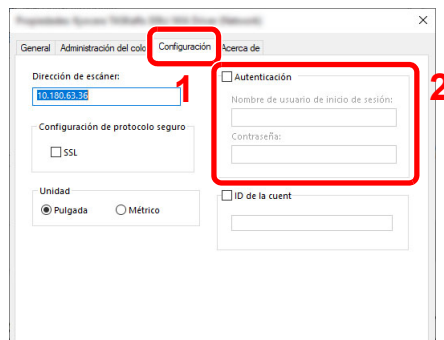 General Administración del colo Configuración Acerca de
1
2
Dirección de escáner:
10.180.63.36
Configuración de protocolo seguro
SSL
Unidad
Pulgada Métrico
Autenticación
Nombre de usuario de inicio de sesión:
Contraseña:
ID de la cuent